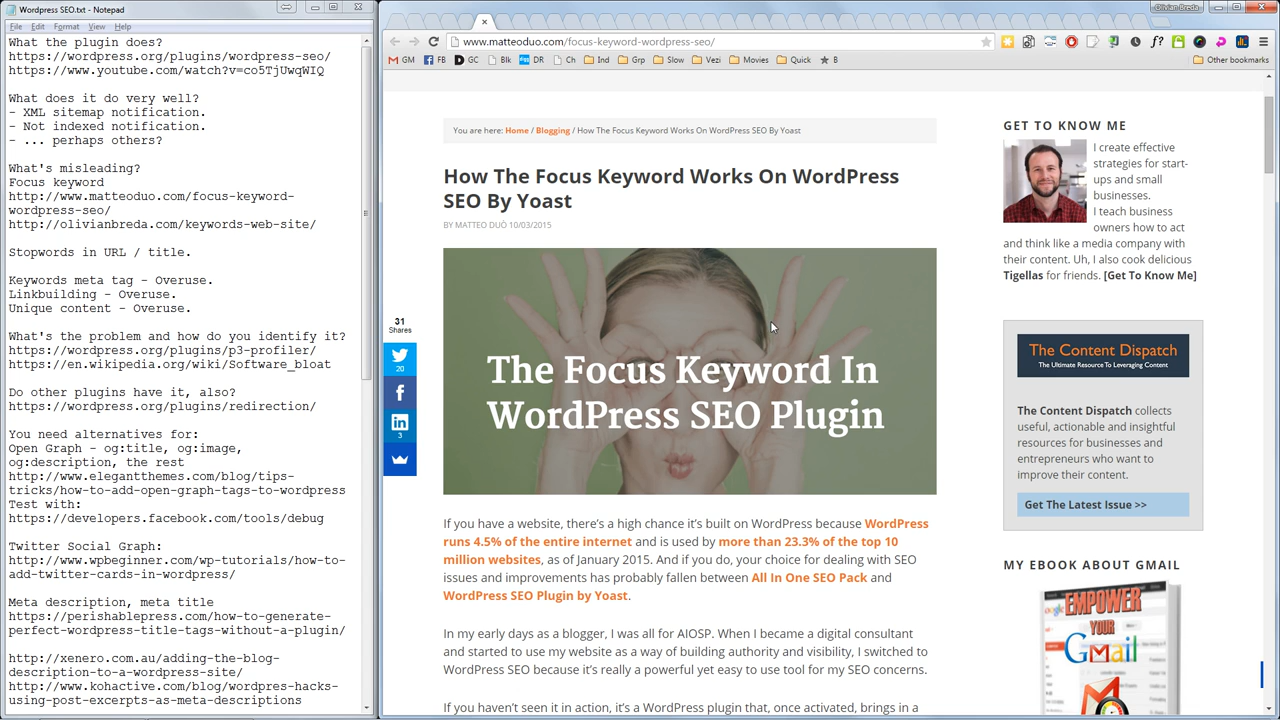 Wordpress SEO.txt - Notepad
File Edit Format View Help
What the plugin does?
https://wordpress.org/plugins/wordpress-seo/
https://www.youtube.com/watch?v=co5TjUwqWIQ
What does it do very well?
- XML sitemap notification.
- Not indexed notification.
- ... perhaps others?
What's misleading?
Focus keyword
http://www.matteoduo.com/focus-keyword-
wordpress-seo/
http://olivianbreda.com/keywords-web-site/
Stopwords in URL / title.
Keywords meta tag - Overuse.
Linkbuilding - Overuse.
Unique content - Overuse.
What's the problem and how do you identify it?
https://wordpress.org/plugins/p3-profiler/
https://en.wikipedia.org/wiki/Software_bloat
Do other plugins have it, also?
https://wordpress.org/plugins/redirection/
You need alternatives for:
Open Graph - og:title, og:image,
og:description, the rest
http://www.elegantthemes.com/blog/tips-
tricks/how-to-add-open-graph-tags-to-wordpress
Test with:
https://developers.facebook.com/tools/debug
Twitter Social Graph:
http://www.wpbeginner.com/wp-tutorials/how-to-
add-twitter-cards-in-wordpress/
Meta description, meta title
https://perishablepress.com/how-to-generate-
perfect-wordpress-title-tags-without-a-plugin/
http://xenero.com.au/adding-the-blog-
description-to-a-wordpress-site/
http://www.kohactive.com/blog/wordpres-hacks-
using-post-excerpts-as-meta-descriptions
Olivian Breda
www.matteoduo.com/focus-keyword-wordpress-seo/
GM FB GC Blk DR Ch Ind Grp Slow Vezi Movies Quick B Other bookmarks
You are here: Home / Blogging / How The Focus Keyword Works On WordPress SEO By Yoast
How The Focus Keyword Works On WordPress
SEO By Yoast
BY MATTEO DUÒ 10/03/2015
31
Shares
20
3
The Focus Keyword In
WordPress SEO Plugin
If you have a website, there's a high chance it's built on WordPress because WordPress
runs 4.5% of the entire internet and is used by more than 23.3% of the top 10
million websites, as of January 2015. And if you do, your choice for dealing with SEO
issues and improvements has probably fallen between All In One SEO Pack and
WordPress SEO Plugin by Yoast.
In my early days as a blogger, I was all for AIOSP. When I became a digital consultant
and started to use my website as a way of building authority and visibility, I switched to
WordPress SEO because it's really a powerful yet easy to use tool for my SEO concerns.
If you haven't seen it in action, it's a WordPress plugin that, once activated, brings in a
GET TO KNOW ME
I create effective
strategies for start-
ups and small
businesses.
I teach business
owners how to act
and think like a media company with
their content. Uh, I also cook delicious
Tigellas for friends. [Get To Know Me]
The Content Dispatch
The Ultimate Resource To Leveraging Content
The Content Dispatch collects
useful, actionable and insightful
resources for businesses and
entrepreneurs who want to
improve their content.
Get The Latest Issue >>
MY EBOOK ABOUT GMAIL
EMPOWER
YOUR
Gmail